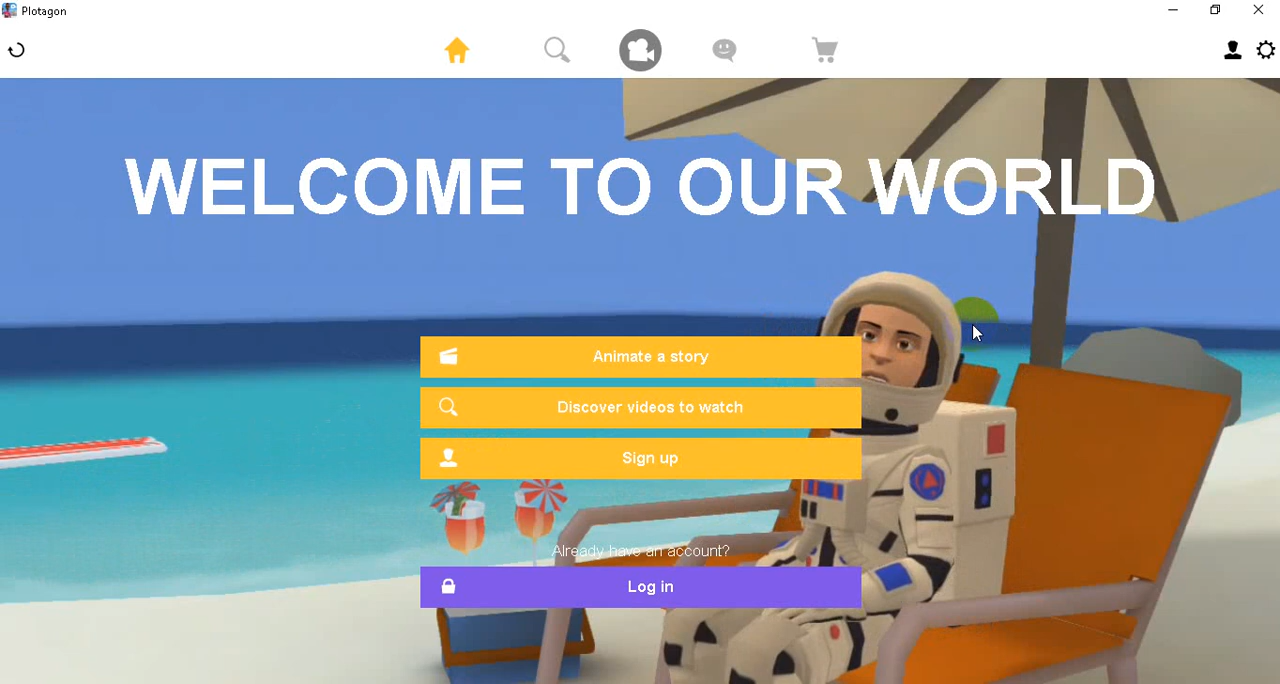 Plotagon
WELCOME TO OUR WORLD
Animate a story
Discover videos to watch
Sign up
Already have an account?
Log in